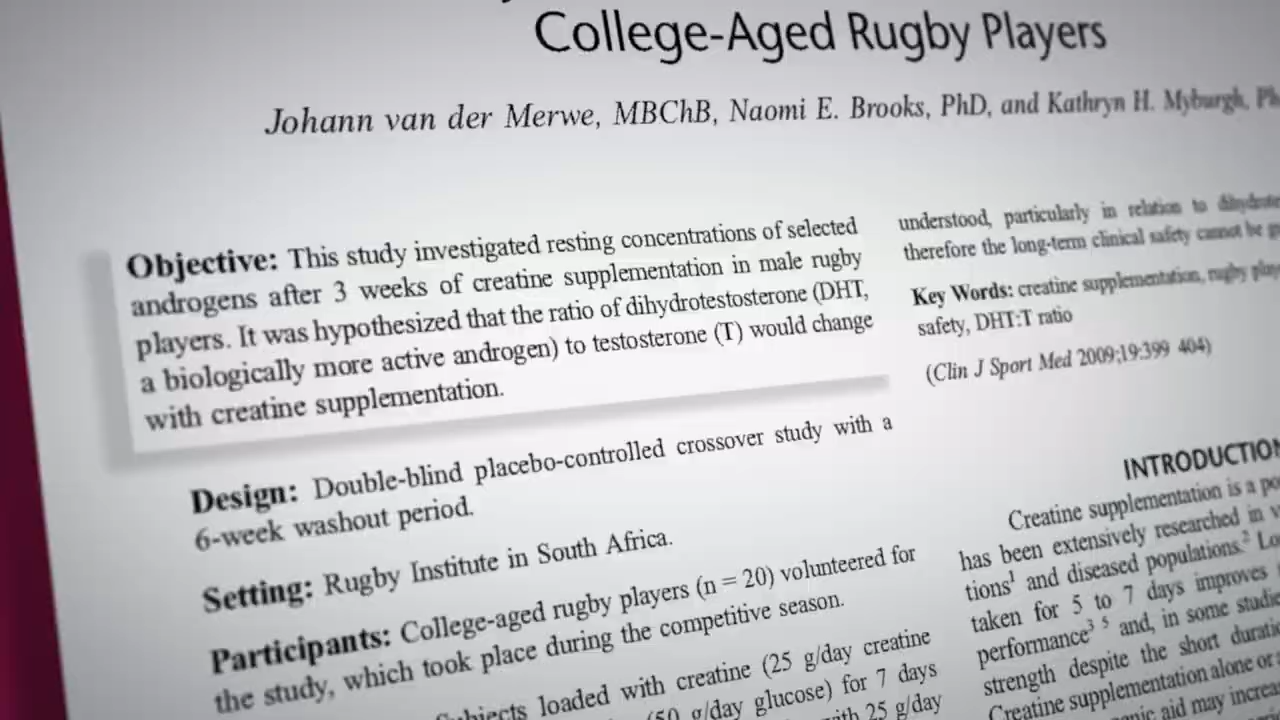 College-Aged Rugby Players
Johann van der Merwe, MBChB, Naomi E. Brooks, PhD, and Kathryn H. Myburgh,
Objective: This study investigated resting concentrations of selected
androgens after 3 weeks of creatine supplementation in male rugby
players. It was hypothesized that the ratio of dihydrotestosterone (DHT,
a biologically more active androgen) to testosterone (T) would change
with creatine supplementation.
Design: Double-blind placebo-controlled crossover study with a
6-week washout period.
Setting: Rugby Institute in South Africa.
Participants: College-aged rugby players (n = 20) volunteered for
the study, which took place during the competitive season.
Subjects loaded with creatine (25 g/day creatine
(50 g/day glucose) for 7 days
with 25 g/day
understood, particularly in relation to
therefore the long-term clinical safety cannot be
Key Words: creatine supplementation, rugby
safety, DHT:T ratio
(Clin J Sport Med 2009;19:399 404)
INTRODUCTION
Creatine supplementation is a
has been extensively researched in
tions1 and diseased populations.2
taken for 5 to 7 days improves
performance3 5 and, in some
strength despite the short
Creatine supplementation alone or
aid may